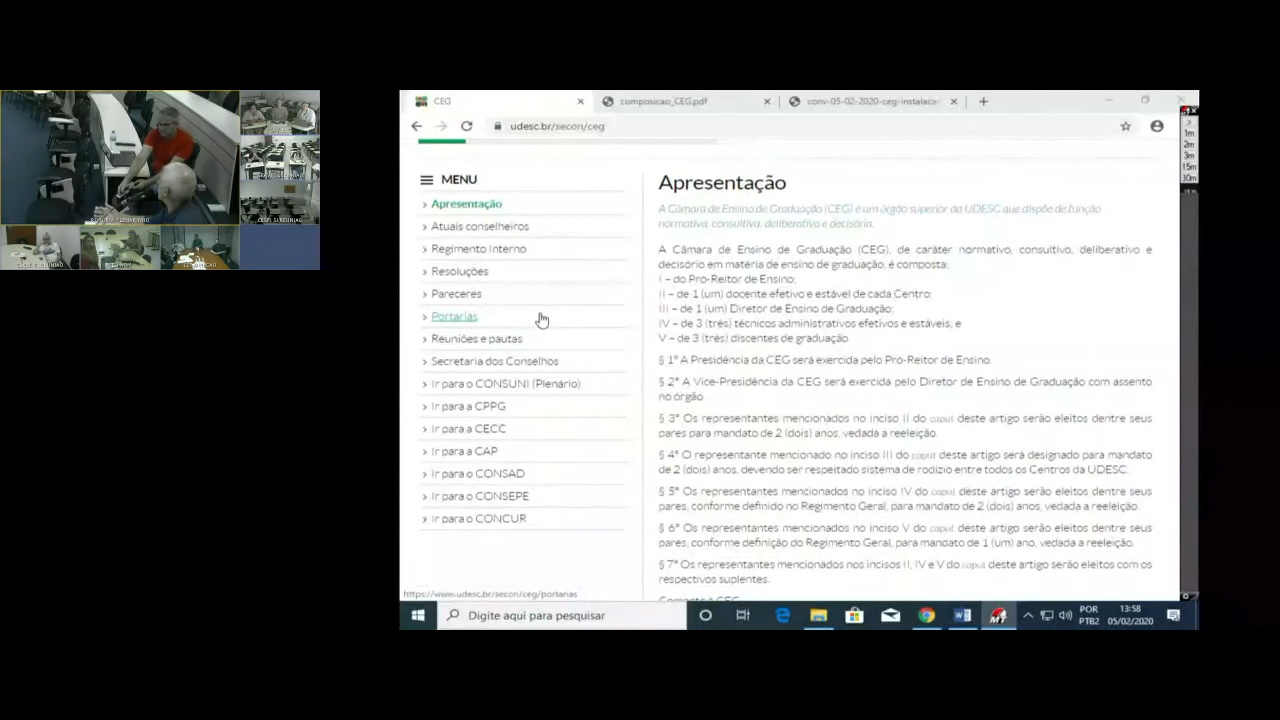 CEG
composicao_CEG.pdf
conv-05-02-2020-ceg-instalaca
udesc.br/secon/ceg
1m
2m
3m
15m
30m
MENU
Apresentação
Atuais conselheiros
Regimento Interno
Resoluções
Pareceres
Portarias
Reuniões e pautas
Secretaria dos Conselhos
Ir para o CONSUNI (Plenário)
Ir para a CPPG
Ir para a CECC
Ir para a CAP
Ir para o CONSAD
Ir para o CONSEPE
Ir para o CONCUR
Apresentação
A Câmara de Ensino de Graduação (CEG) é um órgão superior da UDESC que dispõe de função
normativa, consultiva, deliberativa e decisória.
A Câmara de Ensino de Graduação (CEG), de caráter normativo, consultivo, deliberativo e
decisório em matéria de ensino de graduação, é composta:
I – do Pró-Reitor de Ensino;
II – de 1 (um) docente efetivo e estável de cada Centro;
III – de 1 (um) Diretor de Ensino de Graduação;
IV – de 3 (três) técnicos administrativos efetivos e estáveis; e
V – de 3 (três) discentes de graduação.
§ 1º A Presidência da CEG será exercida pelo Pró-Reitor de Ensino.
§ 2º A Vice-Presidência da CEG será exercida pelo Diretor de Ensino de Graduação com assento
no órgão.
§ 3º Os representantes mencionados no inciso II do caput deste artigo serão eleitos dentre seus
pares para mandato de 2 (dois) anos, vedada a reeleição.
§ 4º O representante mencionado no inciso III do caput deste artigo será designado para mandato
de 2 (dois) anos, devendo ser respeitado sistema de rodízio entre todos os Centros da UDESC.
§ 5º Os representantes mencionados no inciso IV do caput deste artigo serão eleitos dentre seus
pares, conforme definido no Regimento Geral, para mandato de 2 (dois) anos, vedada a reeleição.
§ 6º Os representantes mencionados no inciso V do caput deste artigo serão eleitos dentre seus
pares, conforme definição do Regimento Geral, para mandato de 1 (um) ano, vedada a reeleição.
§ 7º Os representantes mencionados nos incisos II, IV e V do caput deste artigo serão eleitos com os
respectivos suplentes.
https://www.udesc.br/secon/ceg/portarias
Digite aqui para pesquisar
POR
PTB2
13:58
05/02/2020